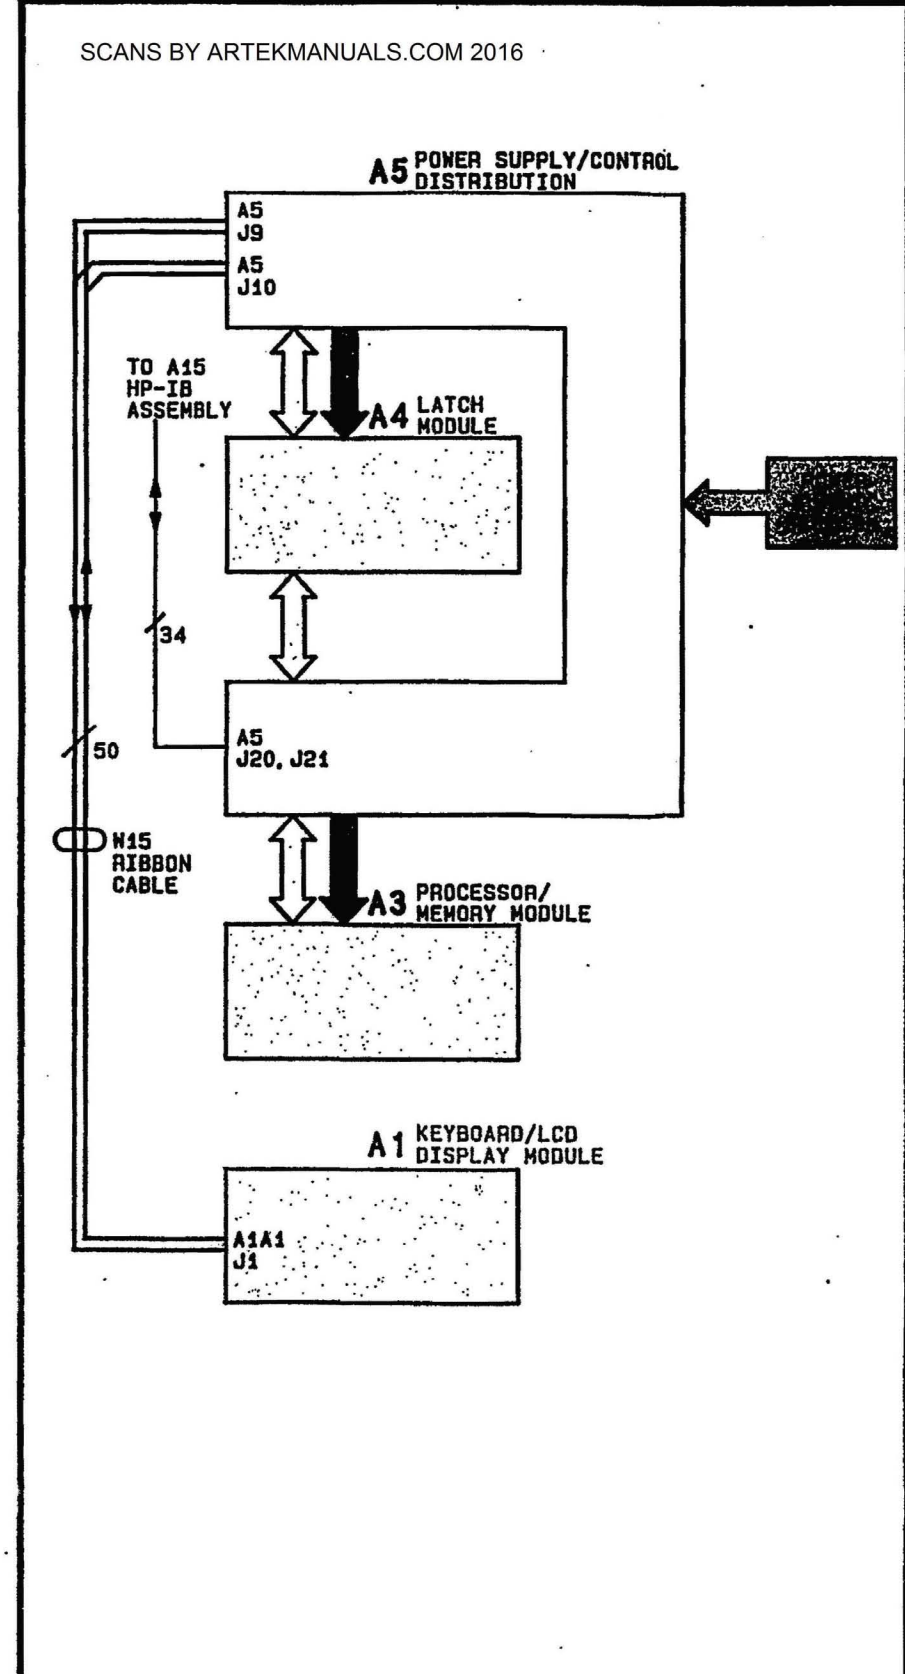 SCANS BY ARTEKMANUALS.COM 2016
A5 POWER SUPPLY/CONTROL
DISTRIBUTION
A5
J9
A5
J10
TO A15
HP-IB
ASSEMBLY
A4 LATCH
MODULE
34
A5
J20, J21
50
W15
RIBBON
CABLE
A3 PROCESSOR/
MEMORY MODULE
A1 KEYBOARD/LCD
DISPLAY MODULE
A1A1
J1